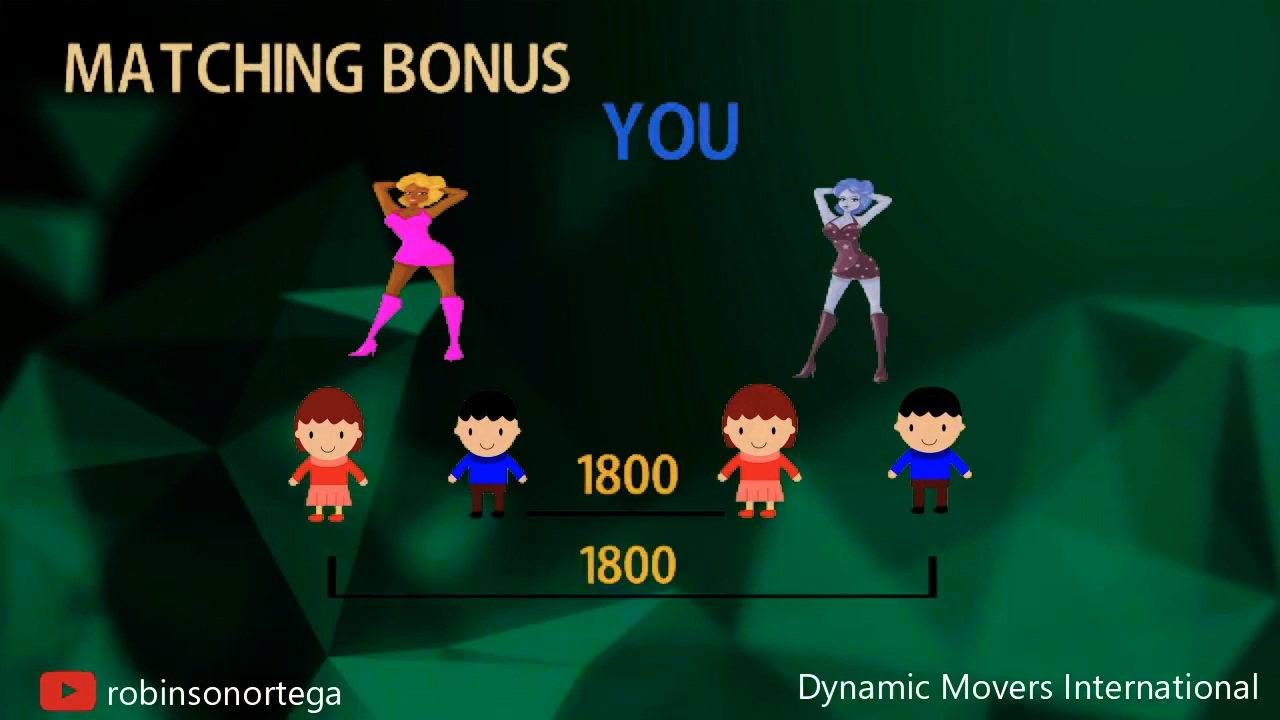 MATCHING BONUS
YOU
1800
1800
robinsonortega
Dynamic Movers International